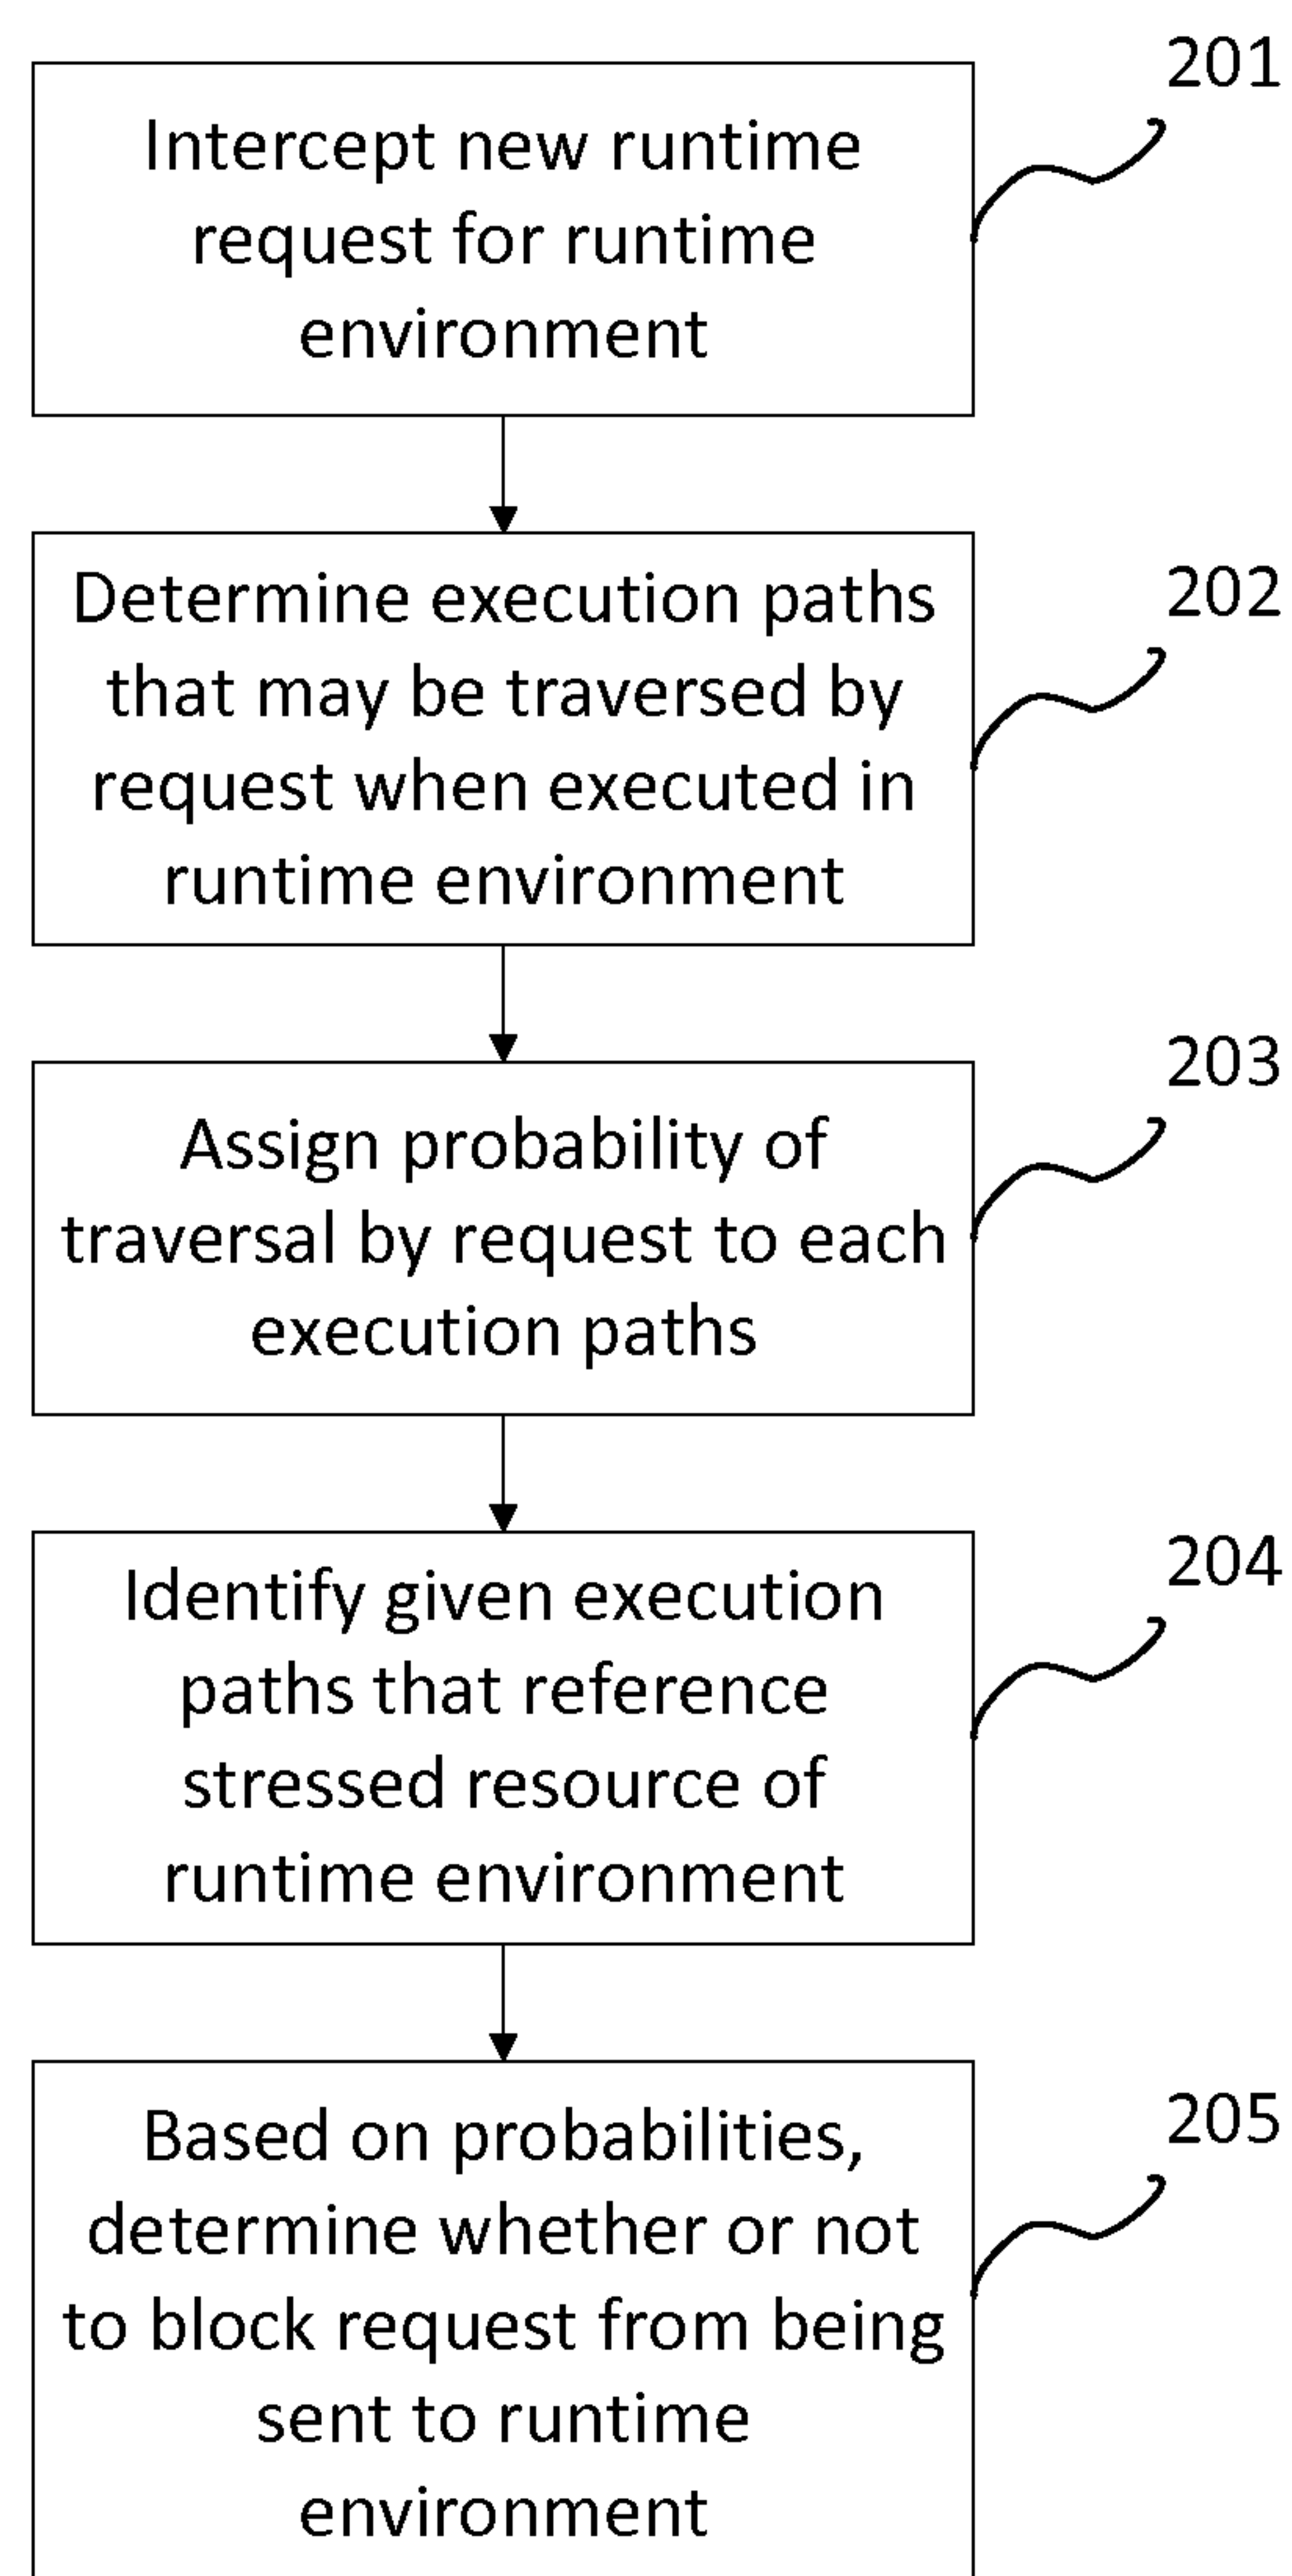 201
Intercept new runtime
request for runtime
environment
202
Determine execution paths
that may be traversed by
request when executed in
runtime environment
203
Assign probability of
traversal by request to each
execution paths
204
Identify given execution
paths that reference
stressed resource of
runtime environment
205
Based on probabilities,
determine whether or not
to block request from being
sent to runtime
environment